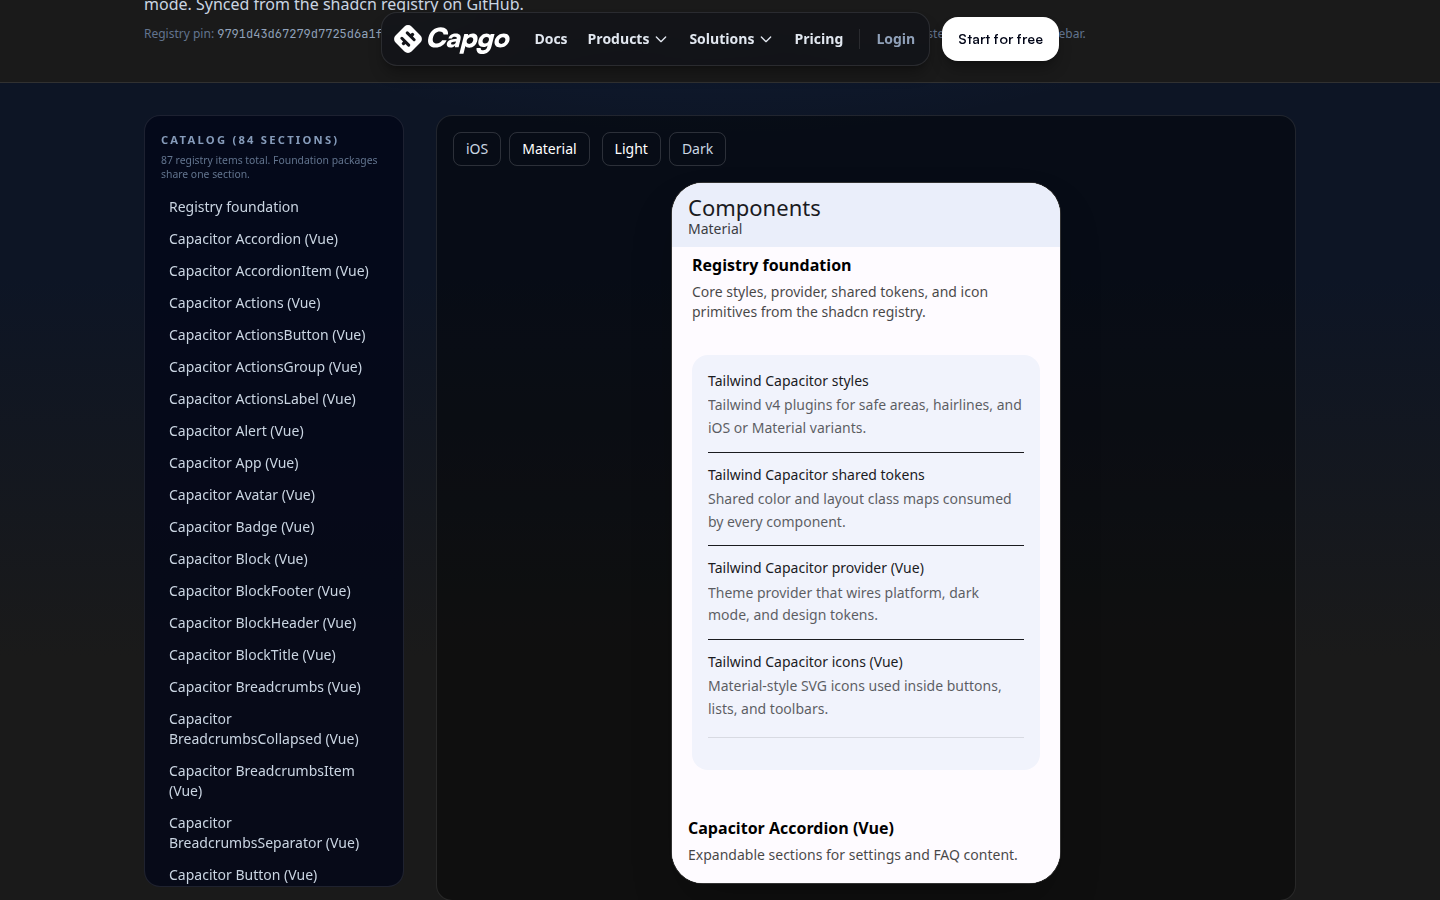 mode. Synced from the shadcn registry on GitHub.
Registry pin: 9791d43d67279d7725d6a1f
ebar.
Capgo
Docs
Products
Solutions
Pricing
Login
Start for free
CATALOG (84 SECTIONS)
87 registry items total. Foundation packages
share one section.
Registry foundation
Capacitor Accordion (Vue)
Capacitor AccordionItem (Vue)
Capacitor Actions (Vue)
Capacitor ActionsButton (Vue)
Capacitor ActionsGroup (Vue)
Capacitor ActionsLabel (Vue)
Capacitor Alert (Vue)
Capacitor App (Vue)
Capacitor Avatar (Vue)
Capacitor Badge (Vue)
Capacitor Block (Vue)
Capacitor BlockFooter (Vue)
Capacitor BlockHeader (Vue)
Capacitor BlockTitle (Vue)
Capacitor Breadcrumbs (Vue)
Capacitor
BreadcrumbsCollapsed (Vue)
Capacitor BreadcrumbsItem
(Vue)
Capacitor
BreadcrumbsSeparator (Vue)
Capacitor Button (Vue)
iOS
Material
Light
Dark
Components
Material
Registry foundation
Core styles, provider, shared tokens, and icon
primitives from the shadcn registry.
Tailwind Capacitor styles
Tailwind v4 plugins for safe areas, hairlines, and
iOS or Material variants.
Tailwind Capacitor shared tokens
Shared color and layout class maps consumed
by every component.
Tailwind Capacitor provider (Vue)
Theme provider that wires platform, dark
mode, and design tokens.
Tailwind Capacitor icons (Vue)
Material-style SVG icons used inside buttons,
lists, and toolbars.
Capacitor Accordion (Vue)
Expandable sections for settings and FAQ content.